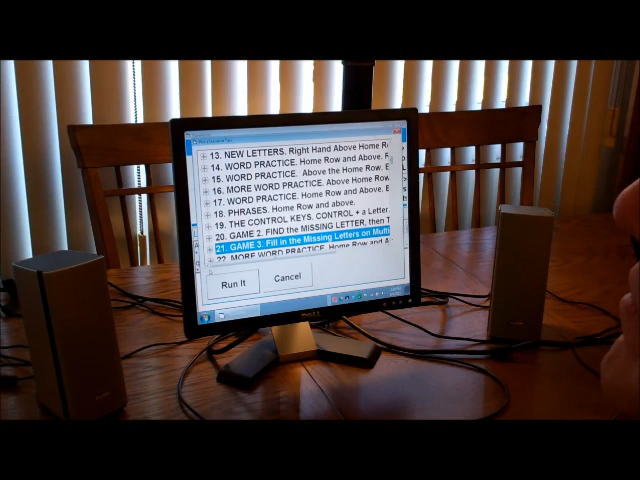 13. NEW LETTERS. Right Hand Above Home R
14. WORD PRACTICE. Home Row and Above. R
15. WORD PRACTICE. Above the Home Row. E
16. MORE WORD PRACTICE. Above Home Row
17. WORD PRACTICE. Home Row and Above. E
18. PHRASES. Home Row and above.
19. THE CONTROL KEYS. CONTROL + a Letter.
20. GAME 2. FIND the MISSING LETTER, then T
21. GAME 3. Fill in the Missing Letters on Multi
22. MORE WORD PRACTICE. Home Row and A
Run It
Cancel
DELL